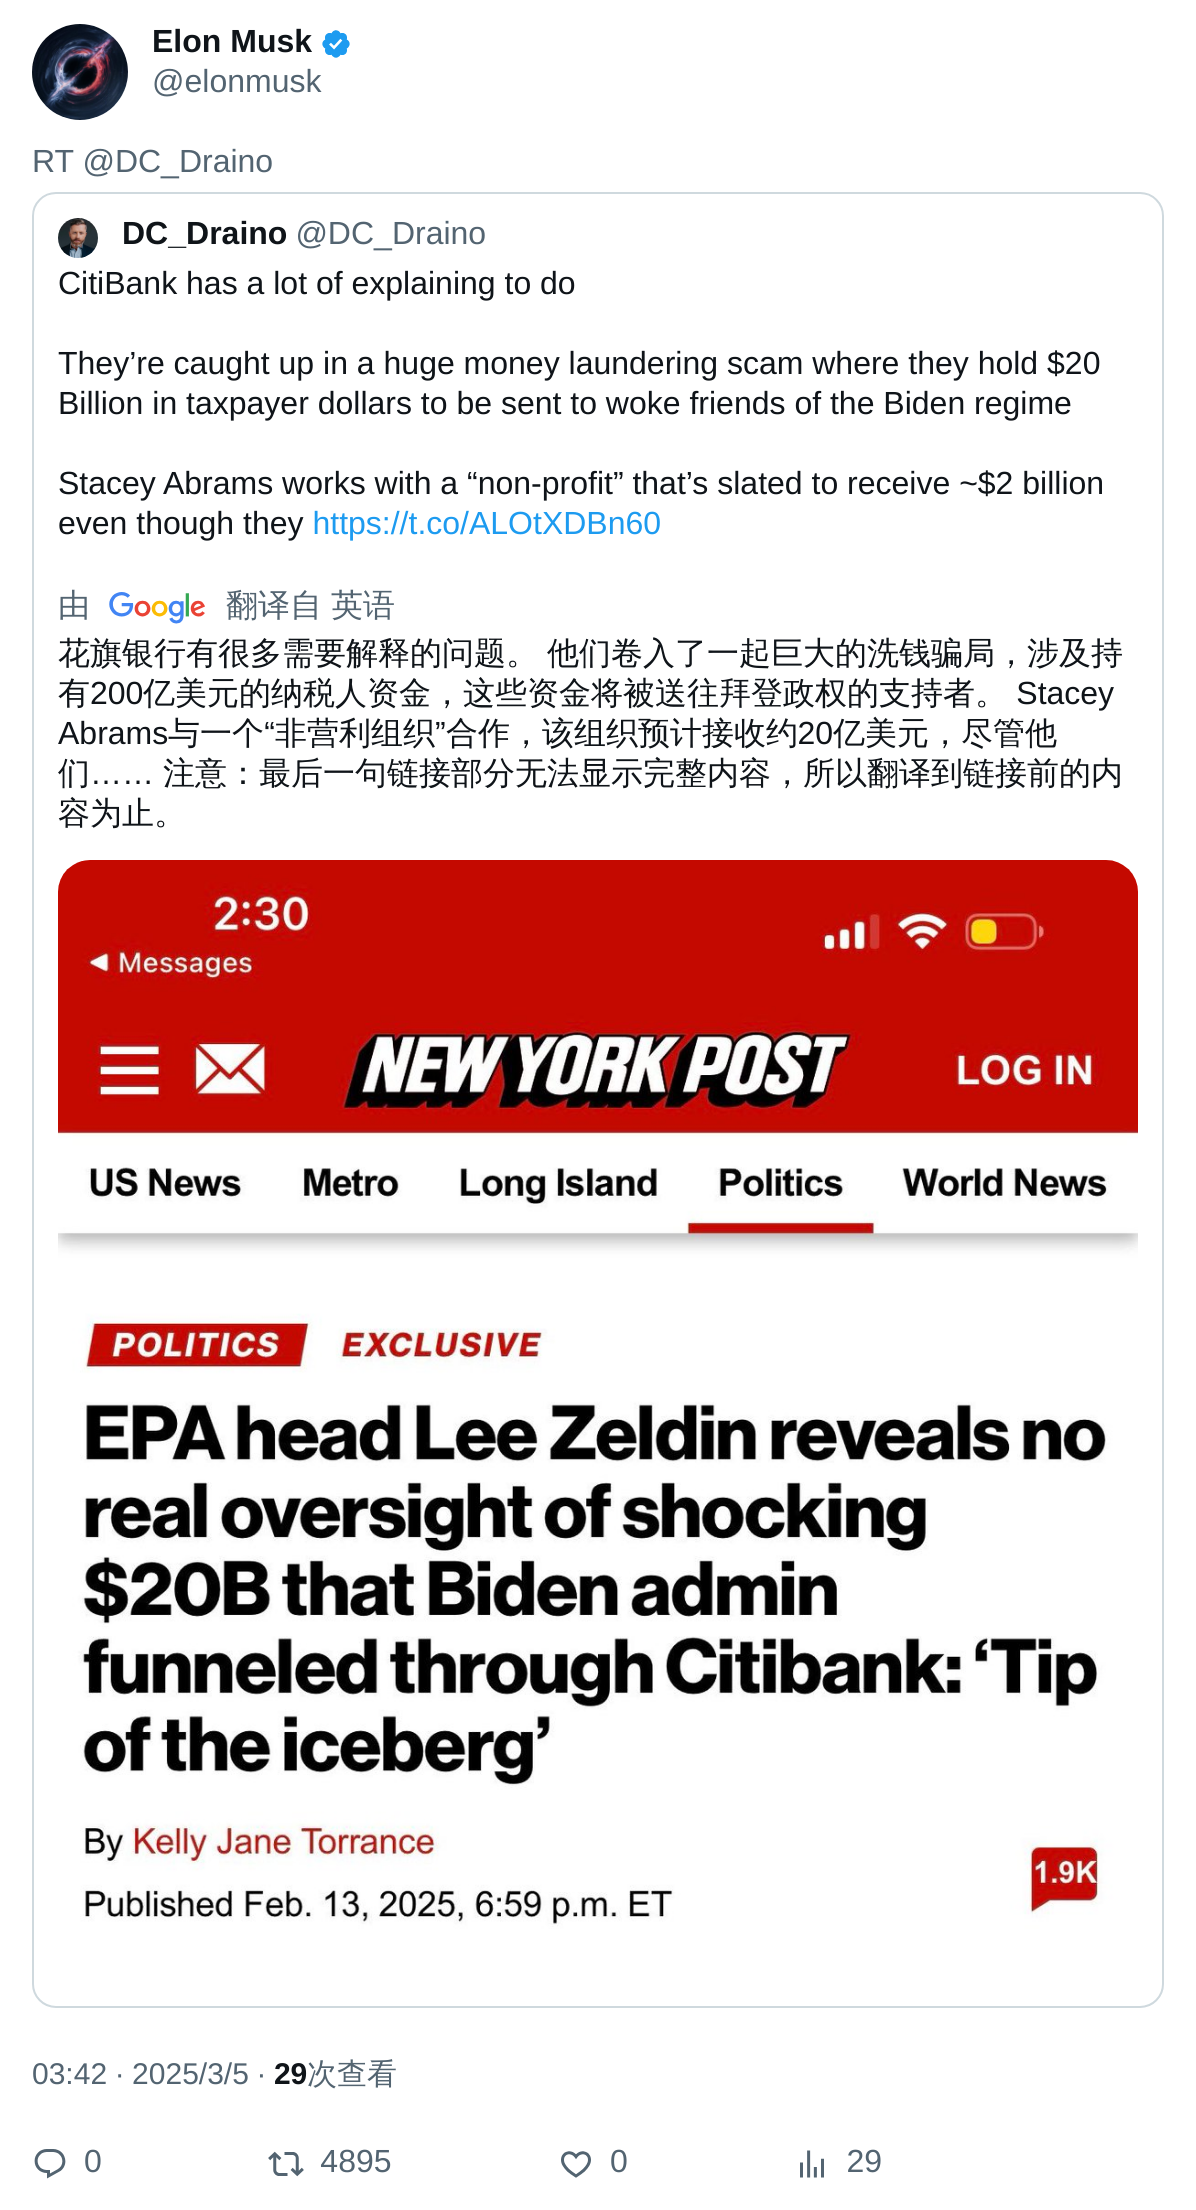 Elon Musk
@elonmusk
RT @DC_Draino
DC_Draino @DC_Draino
CitiBank has a lot of explaining to do
They’re caught up in a huge money laundering scam where they hold $20
Billion in taxpayer dollars to be sent to woke friends of the Biden regime
Stacey Abrams works with a “non-profit” that’s slated to receive ~$2 billion
even though they https://t.co/ALOtXDBn60
由 Google 翻译自 英语
花旗银行有很多需要解释的问题。 他们卷入了一起巨大的洗钱骗局，涉及持
有200亿美元的纳税人资金，这些资金将被送往拜登政权的支持者。 Stacey
Abrams与一个“非营利组织”合作，该组织预计接收约20亿美元，尽管他
们…… 注意：最后一句链接部分无法显示完整内容，所以翻译到链接前的内
容为止。
2:30
Messages
NEW YORK POST
LOG IN
US News Metro Long Island Politics World News
POLITICS EXCLUSIVE
EPA head Lee Zeldin reveals no
real oversight of shocking
$20B that Biden admin
funneled through Citibank: ‘Tip
of the iceberg’
By Kelly Jane Torrance
1.9K
Published Feb. 13, 2025, 6:59 p.m. ET
03:42 · 2025/3/5 · 29次查看
0 4895 0 29